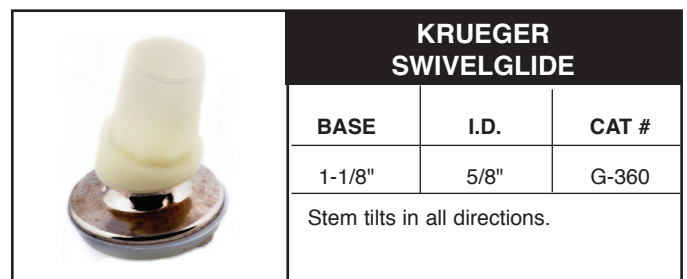 KRUEGER
SWIVELGLIDE
BASE I.D. CAT #
1-1/8" 5/8" G-360
Stem tilts in all directions.